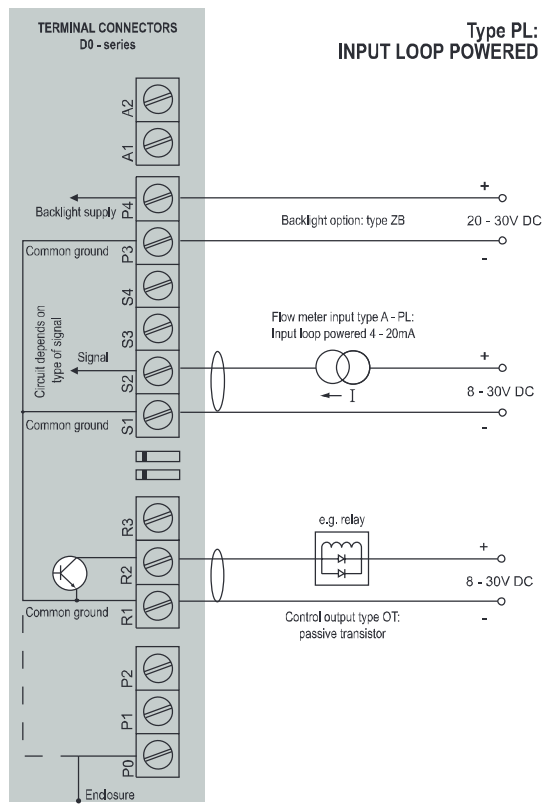 TERMINAL CONNECTORS
D0 - series
Type PL:
INPUT LOOP POWERED
A2
A1
P4
Backlight supply
+
Backlight option: type ZB
20 - 30V DC
P3
Common ground
-
S4
S3
Circuit depends on
type of signal
Flow meter input type A - PL:
Input loop powered 4 - 20mA
S2
Signal
I
+
8 - 30V DC
S1
Common ground
-
R3
e.g. relay
R2
+
8 - 30V DC
R1
Common ground
Control output type OT:
passive transistor
-
P2
P1
P0
Enclosure